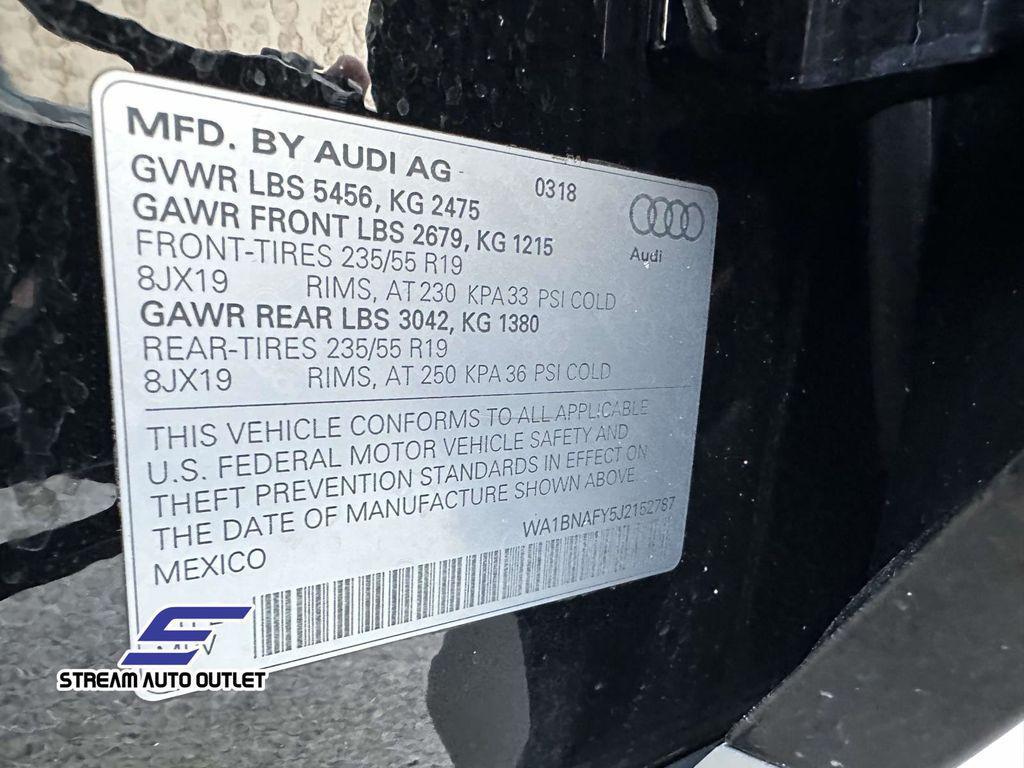 MFD. BY AUDI AG 0318
GVWR LBS 5456, KG 2475
GAWR FRONT LBS 2679, KG 1215
Audi
FRONT-TIRES 235/55 R19
8JX19 RIMS, AT 230 KPA 33 PSI COLD
GAWR REAR LBS 3042, KG 1380
REAR-TIRES 235/55 R19
8JX19 RIMS, AT 250 KPA 36 PSI COLD
THIS VEHICLE CONFORMS TO ALL APPLICABLE
U.S. FEDERAL MOTOR VEHICLE SAFETY AND
THEFT PREVENTION STANDARDS IN EFFECT ON
THE DATE OF MANUFACTURE SHOWN ABOVE.
WA1BNAFY5J2152787
MEXICO
STREAM AUTO OUTLET